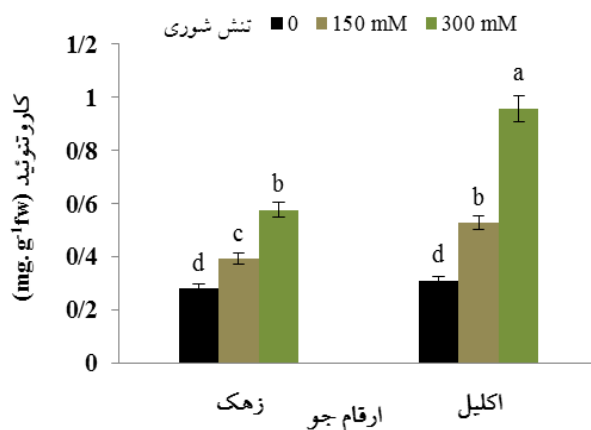 تنش شوری 0 150 mM 300 mM
1/2
1
0/8
0/6
0/4
0/2
0
کاروتنوئید (mg. g-1fw)
d c b
d b a
زهک
اکلیل
ارقام جو